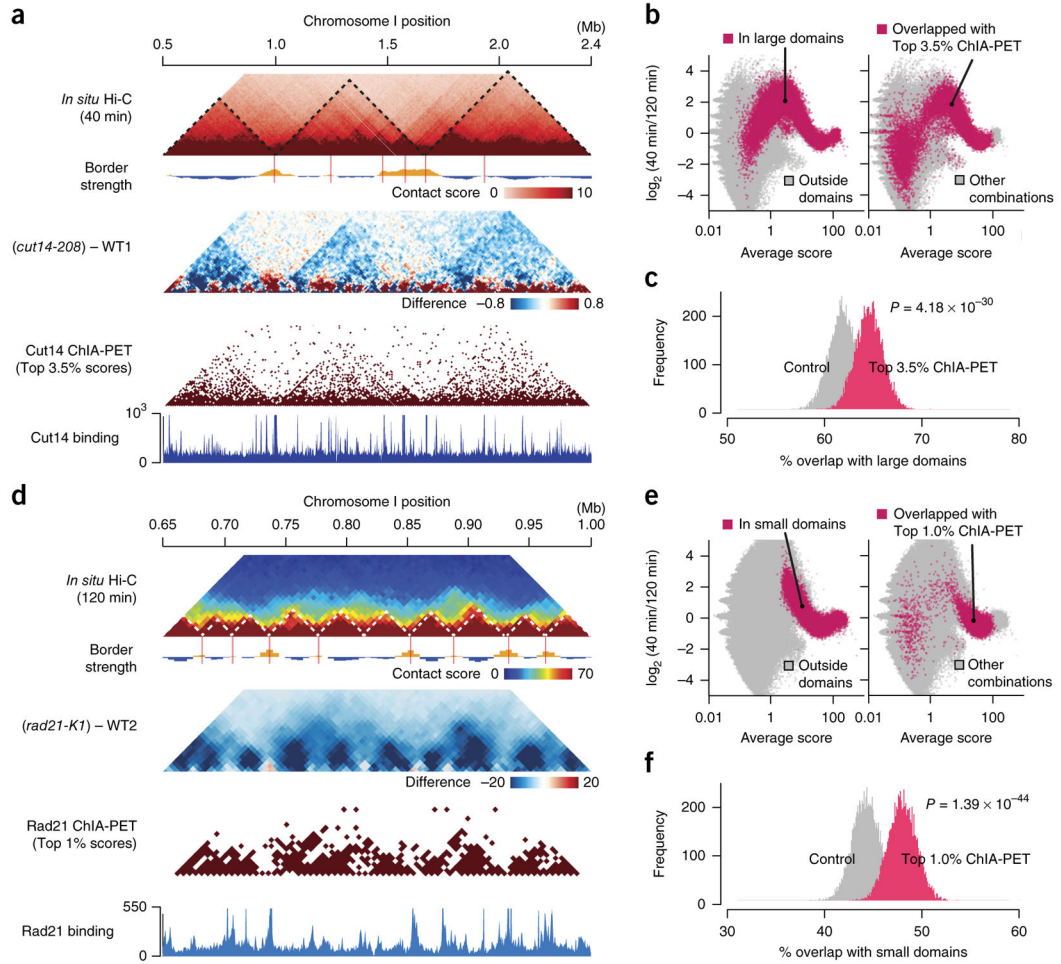 a
Chromosome I position
(Mb)
0.5 1.0 1.5 2.0 2.4
In situ Hi-C
(40 min)
Border
strength
Contact score 0 10
(cut14-208) – WT1
Difference –0.8 0.8
Cut14 ChIA-PET
(Top 3.5% scores)
10³
Cut14 binding
0
b
In large domains
Overlapped with
Top 3.5% ChIA-PET
log₂ (40 min/120 min)
4
2
0
−2
−4
Outside
domains
Other
combinations
0.01 1 100 0.01 1 100
Average score Average score
c
P = 4.18 × 10⁻³⁰
Frequency
200
100
0
Control
Top 3.5% ChIA-PET
50 60 70 80
% overlap with large domains
d
Chromosome I position
(Mb)
0.65 0.70 0.75 0.80 0.85 0.90 0.95 1.00
In situ Hi-C
(120 min)
Border
strength
Contact score 0 70
(rad21-K1) – WT2
Difference −20 20
Rad21 ChIA-PET
(Top 1% scores)
550
Rad21 binding
0
e
In small domains
Overlapped with
Top 1.0% ChIA-PET
log₂ (40 min/120 min)
4
2
0
−2
−4
Outside
domains
Other
combinations
0.01 1 100 0.01 1 100
Average score Average score
f
P = 1.39 × 10⁻⁴⁴
Frequency
200
100
0
Control
Top 1.0% ChIA-PET
30 40 50 60
% overlap with small domains